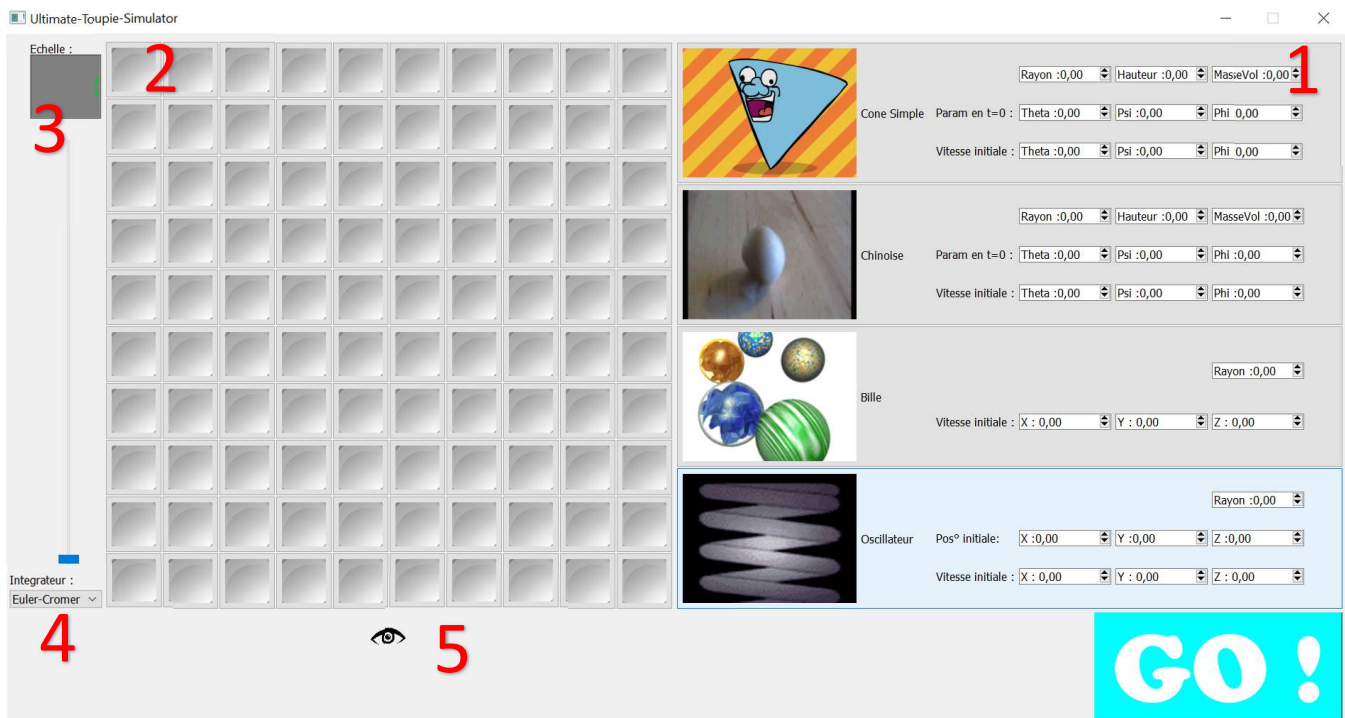 Ultimate-Toupie-Simulator
Echelle :
2
1
3
Rayon :0,00 Hauteur :0,00 MasseVol :0,00
Cone Simple Param en t=0 : Theta :0,00 Psi :0,00 Phi 0,00
Vitesse initiale : Theta :0,00 Psi :0,00 Phi 0,00
Rayon :0,00 Hauteur :0,00 MasseVol :0,00
Chinoise Param en t=0 : Theta :0,00 Psi :0,00 Phi :0,00
Vitesse initiale : Theta :0,00 Psi :0,00 Phi :0,00
Rayon :0,00
Bille
Vitesse initiale : X : 0,00 Y : 0,00 Z : 0,00
Rayon :0,00
Oscillateur Pos° initiale: X :0,00 Y :0,00 Z :0,00
Vitesse initiale : X : 0,00 Y : 0,00 Z : 0,00
Integrateur :
Euler-Cromer
4
5
GO !